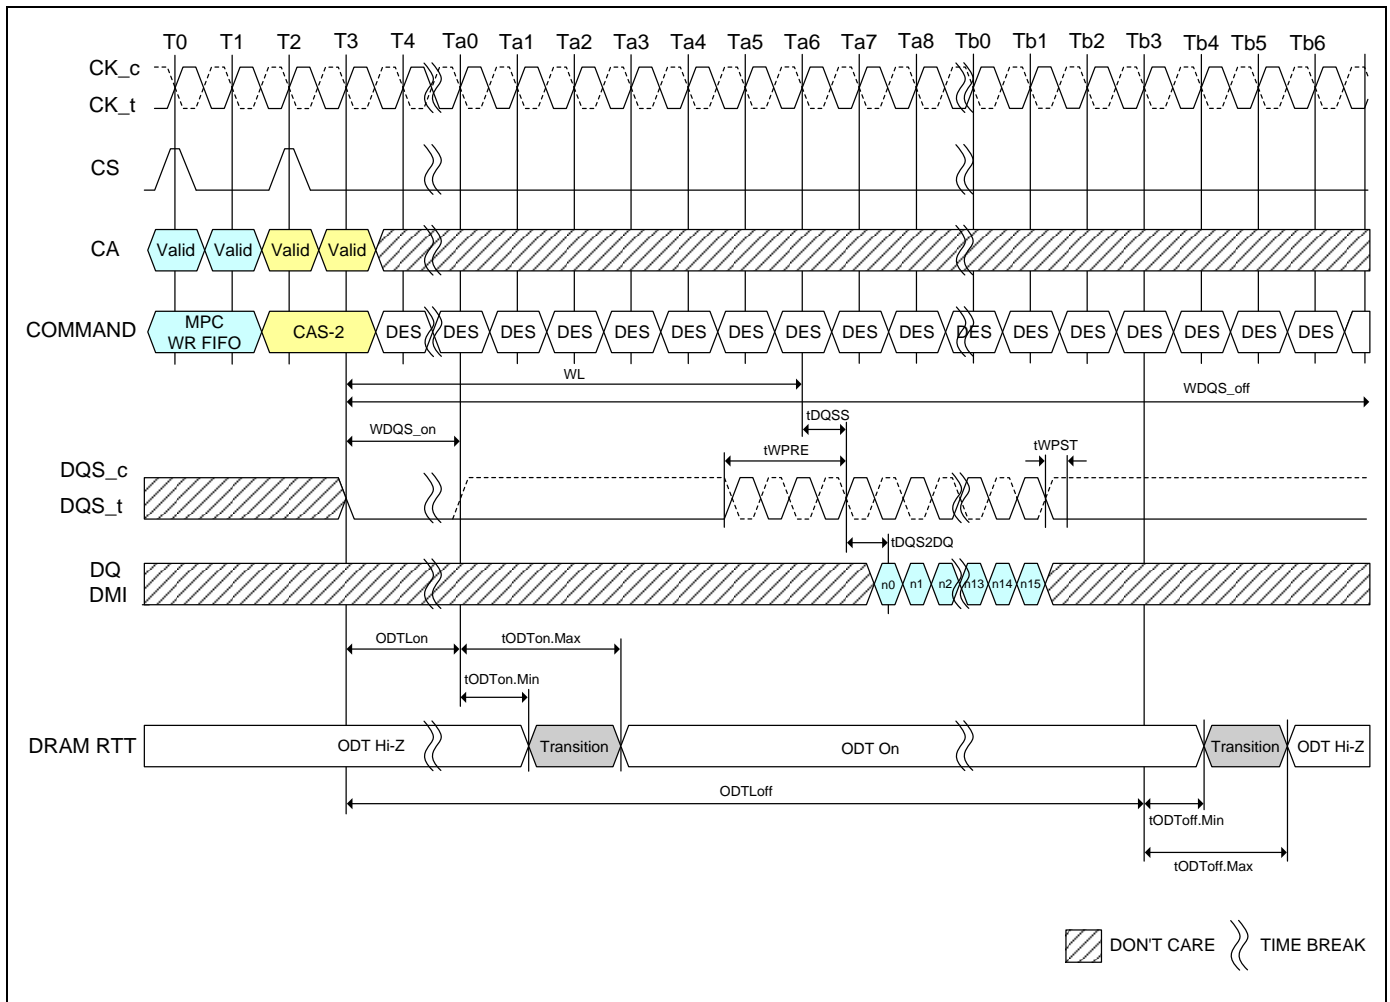 T0 T1 T2 T3 T4 Ta0 Ta1 Ta2 Ta3 Ta4 Ta5 Ta6 Ta7 Ta8 Tb0 Tb1 Tb2 Tb3 Tb4 Tb5 Tb6
CK_c
CK_t
CS
CA Valid Valid Valid Valid
COMMAND MPC WR FIFO CAS-2 DES DES DES DES DES DES DES DES DES DES DES DES DES DES DES DES DES
WL
WDQS_off
tDQSS
WDQS_on
tWPRE
tWPST
DQS_c
DQS_t
tDQS2DQ
DQ
DMI
n0 n1 n2 n13 n14 n15
ODTLon tODTon.Max
tODTon.Min
DRAM RTT ODT Hi-Z Transition ODT On Transition ODT Hi-Z
ODTLoff
tODToff.Min
tODToff.Max
DON'T CARE TIME BREAK